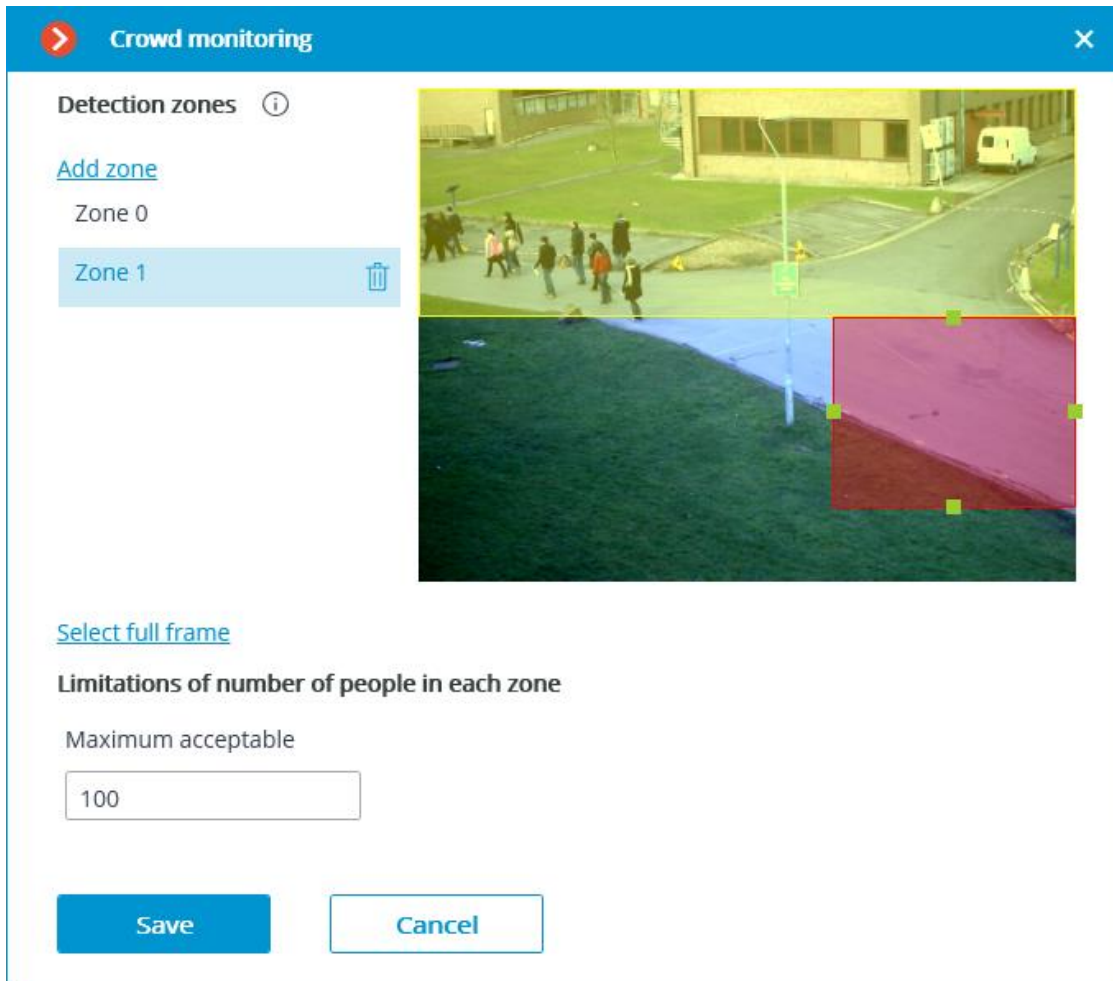 Crowd monitoring
Detection zones
Add zone
Zone 0
Zone 1
Select full frame
Limitations of number of people in each zone
Maximum acceptable
100
Save
Cancel